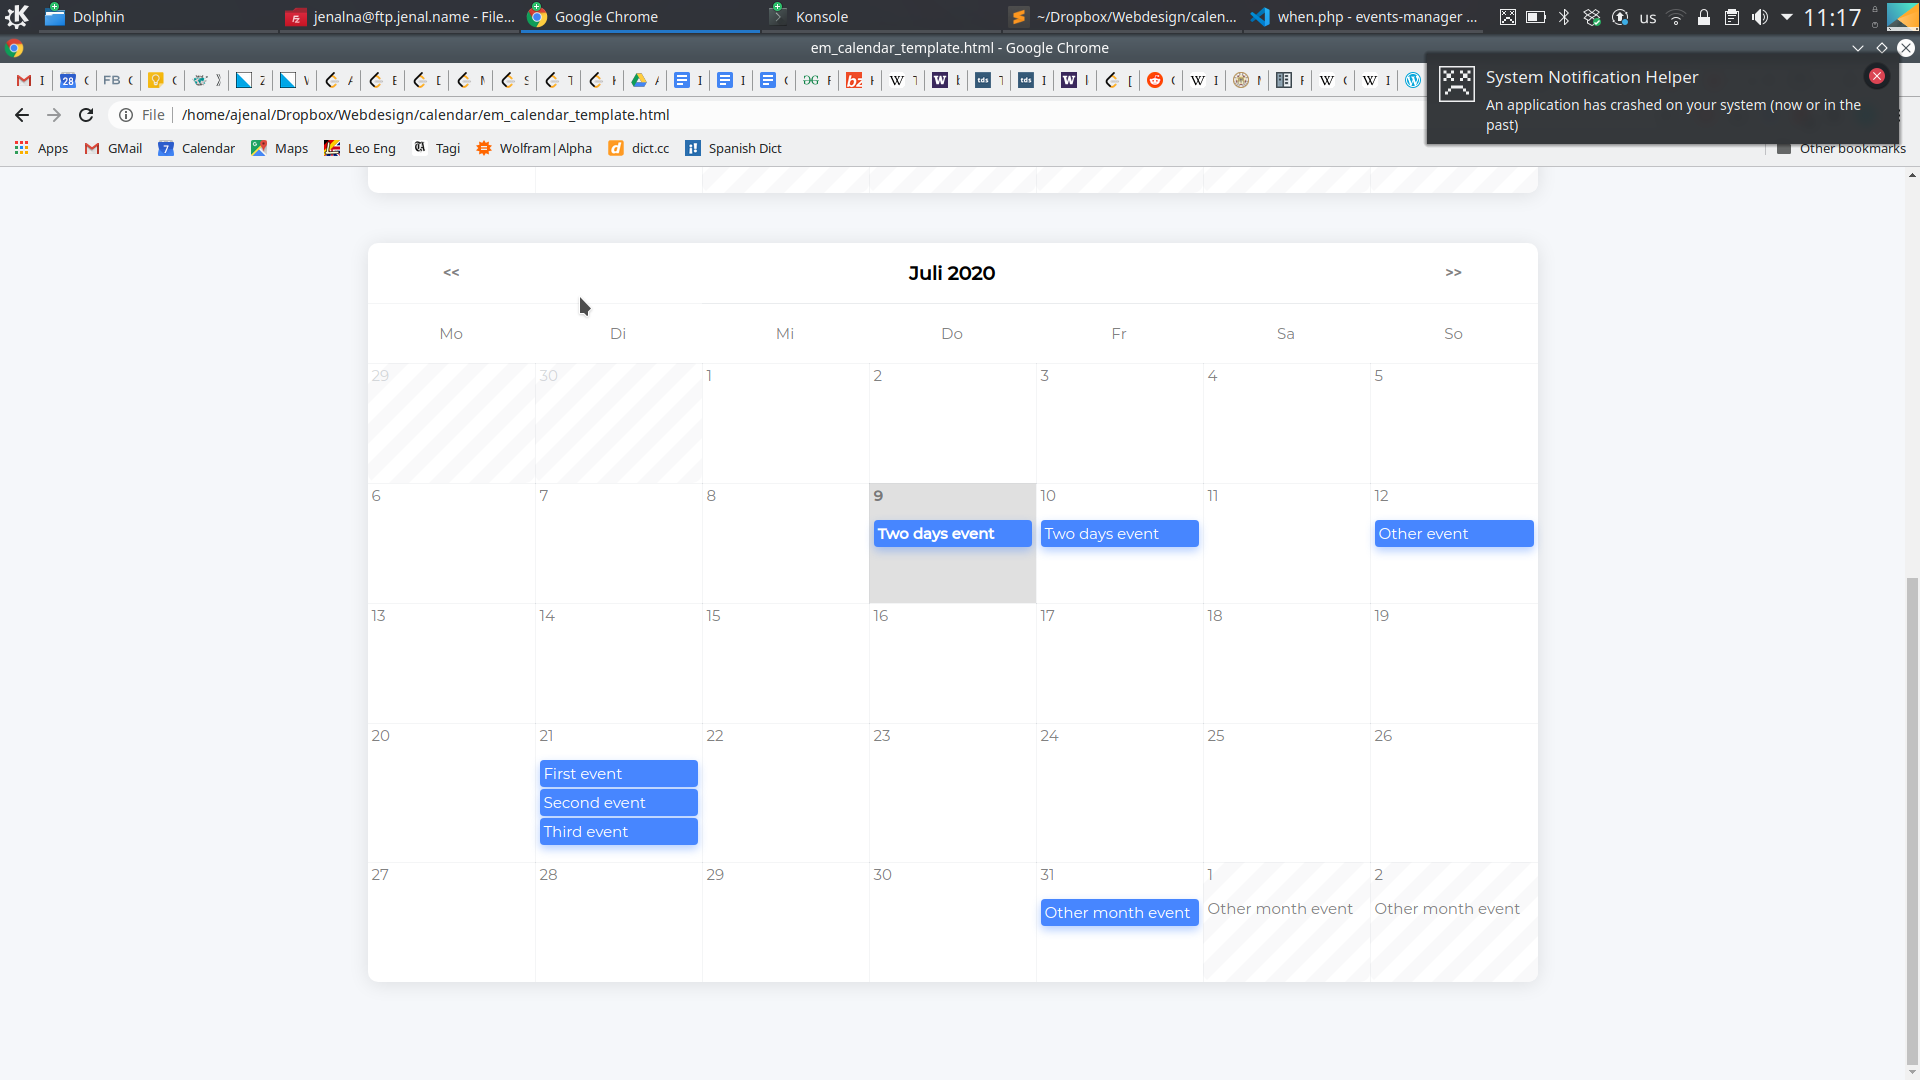 Dolphin
jenalna@ftp.jenal.name - File...
Google Chrome
Konsole
~/Dropbox/Webdesign/calen...
when.php - events-manager ...
us
11:17
em_calendar_template.html - Google Chrome
System Notification Helper
An application has crashed on your system (now or in the
past)
File
/home/ajenal/Dropbox/Webdesign/calendar/em_calendar_template.html
Apps
GMail
Calendar
Maps
Leo Eng
Tagi
Wolfram|Alpha
dict.cc
Spanish Dict
Other bookmarks
<<
Juli 2020
>>
Mo Di Mi Do Fr Sa So
29 30 1 2 3 4 5
6 7 8 9 10 11 12
Two days event
Two days event
Other event
13 14 15 16 17 18 19
20 21 22 23 24 25 26
First event
Second event
Third event
27 28 29 30 31 1 2
Other month event
Other month event
Other month event